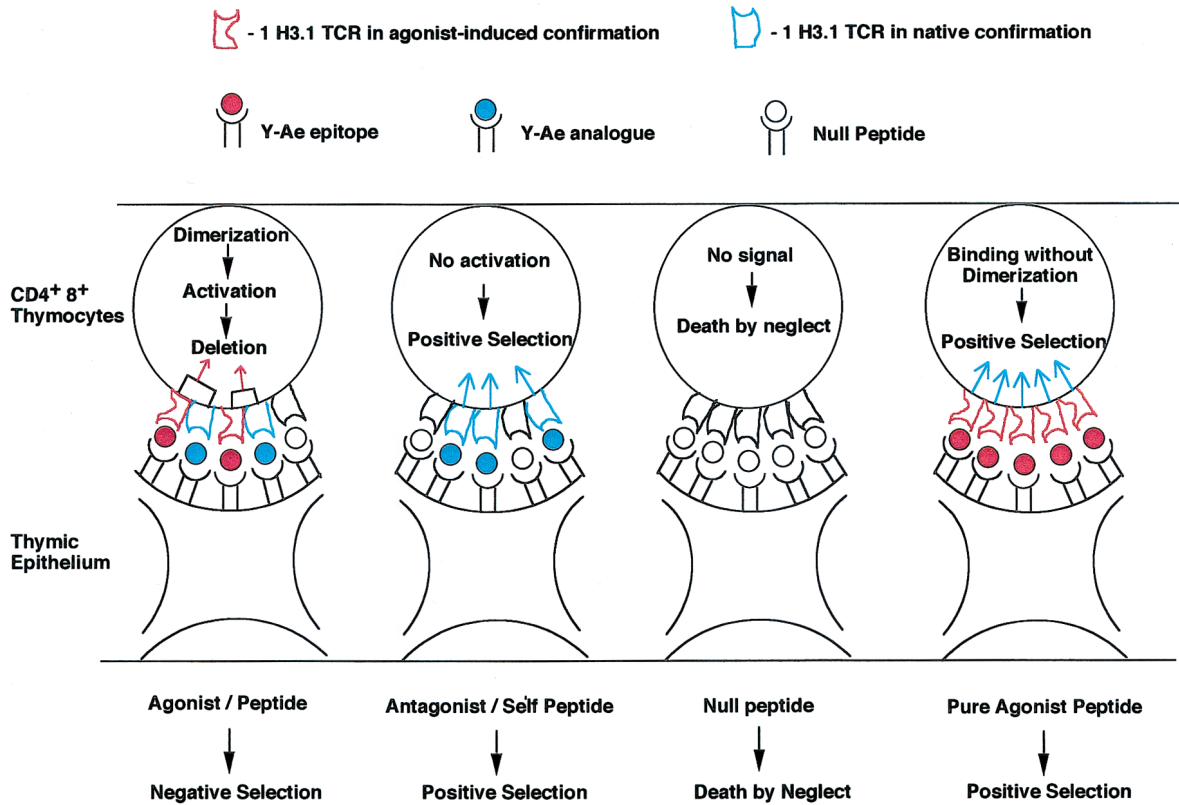 - 1 H3.1 TCR in agonist-induced confirmation
- 1 H3.1 TCR in native confirmation
Y-Ae epitope
Y-Ae analogue
Null Peptide
CD4+ 8+
Thymocytes
Dimerization
Activation
Deletion
No activation
Positive Selection
No signal
Death by neglect
Binding without
Dimerization
Positive Selection
Thymic
Epithelium
Agonist / Peptide
Antagonist / Self Peptide
Null peptide
Pure Agonist Peptide
Negative Selection
Positive Selection
Death by Neglect
Positive Selection